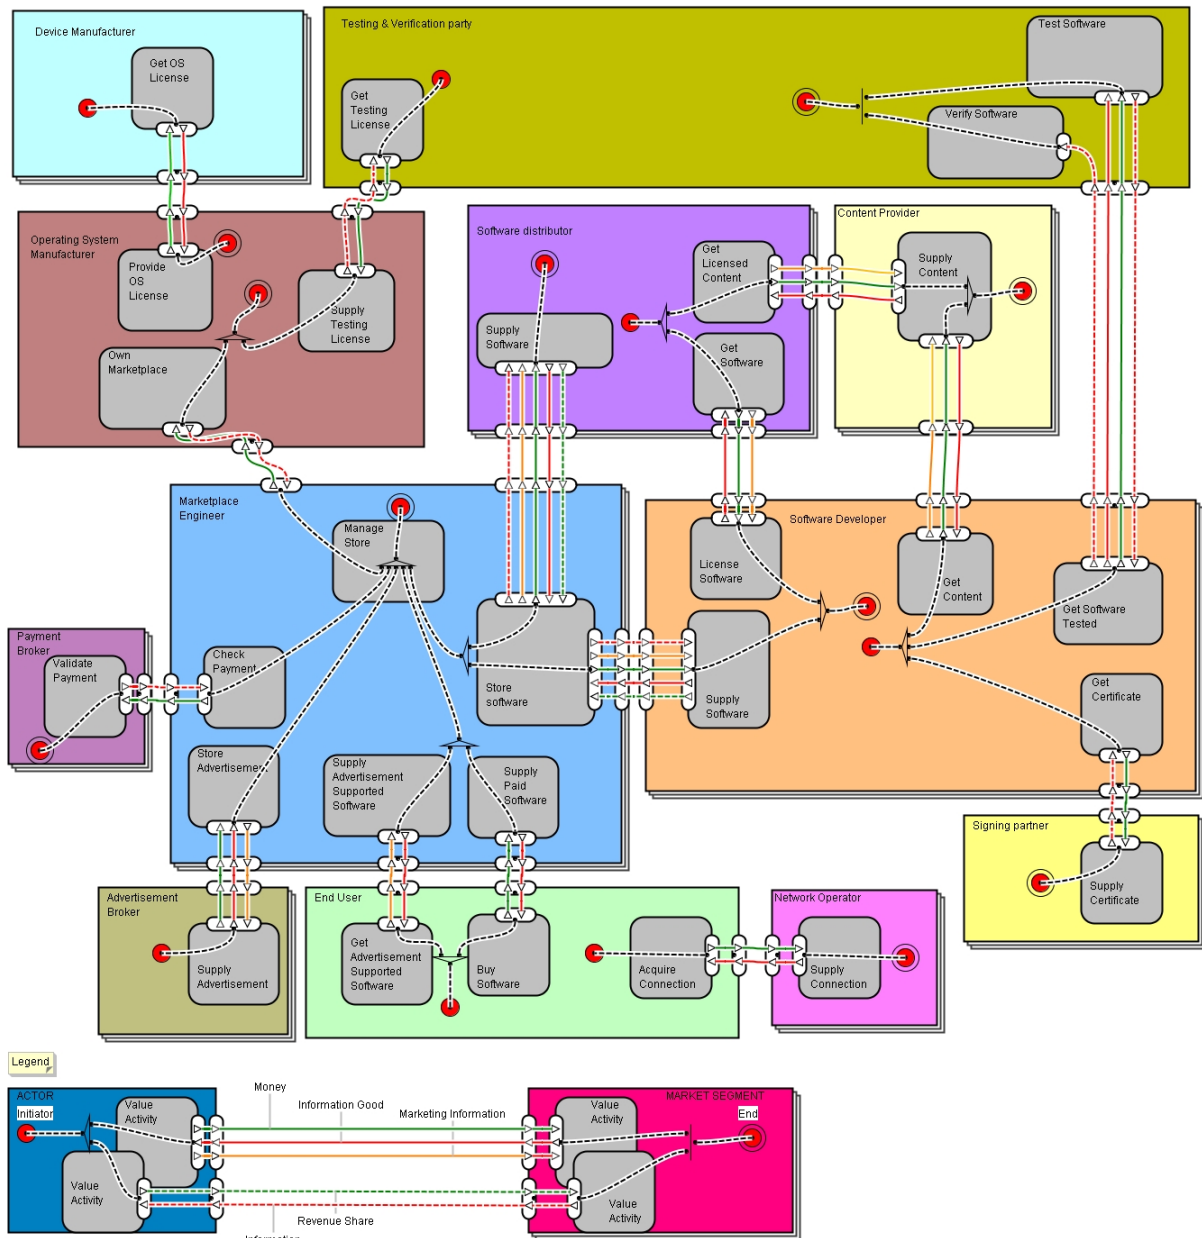 Device Manufacturer
Get OS
License
Testing & Verification party
Get
Testing
License
Test Software
Verify Software
Operating System
Manufacturer
Provide
OS
License
Supply
Testing
License
Own
Marketplace
Software distributor
Get
Licensed
Content
Supply
Software
Get
Software
Content Provider
Supply
Content
Marketplace
Engineer
Manage
Store
Check
Payment
Store
software
Store
Advertisement
Supply
Advertisement
Supported
Software
Supply
Paid
Software
Software Developer
License
Software
Get
Content
Get Software
Tested
Supply
Software
Get
Certificate
Payment
Broker
Validate
Payment
Signing partner
Supply
Certificate
Advertisement
Broker
Supply
Advertisement
End User
Get
Advertisement
Supported
Software
Buy
Software
Acquire
Connection
Network Operator
Supply
Connection
Legend
ACTOR
Initiator
Value
Activity
Value
Activity
Money
Information Good
Marketing Information
Revenue Share
Information
MARKET SEGMENT
Value
Activity
End
Value
Activity